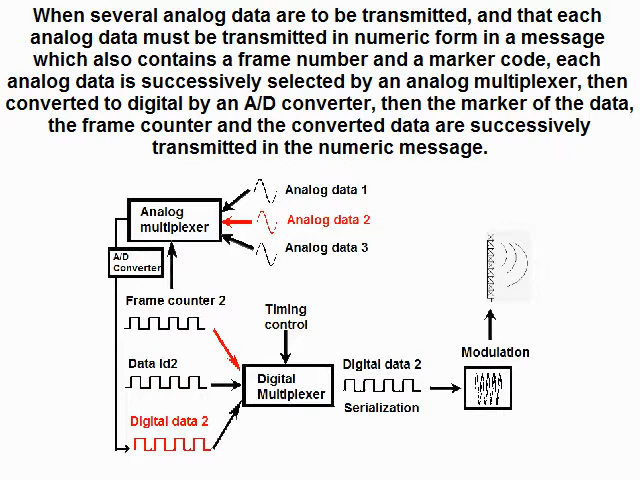 When several analog data are to be transmitted, and that each
analog data must be transmitted in numeric form in a message
which also contains a frame number and a marker code, each
analog data is successively selected by an analog multiplexer, then
converted to digital by an A/D converter, then the marker of the data,
the frame counter and the converted data are successively
transmitted in the numeric message.
Analog data 1
Analog
multiplexer
Analog data 2
Analog data 3
A/D
Converter
Frame counter 2
Timing
control
Data Id2
Digital
Multiplexer
Digital data 2
Serialization
Modulation
Digital data 2